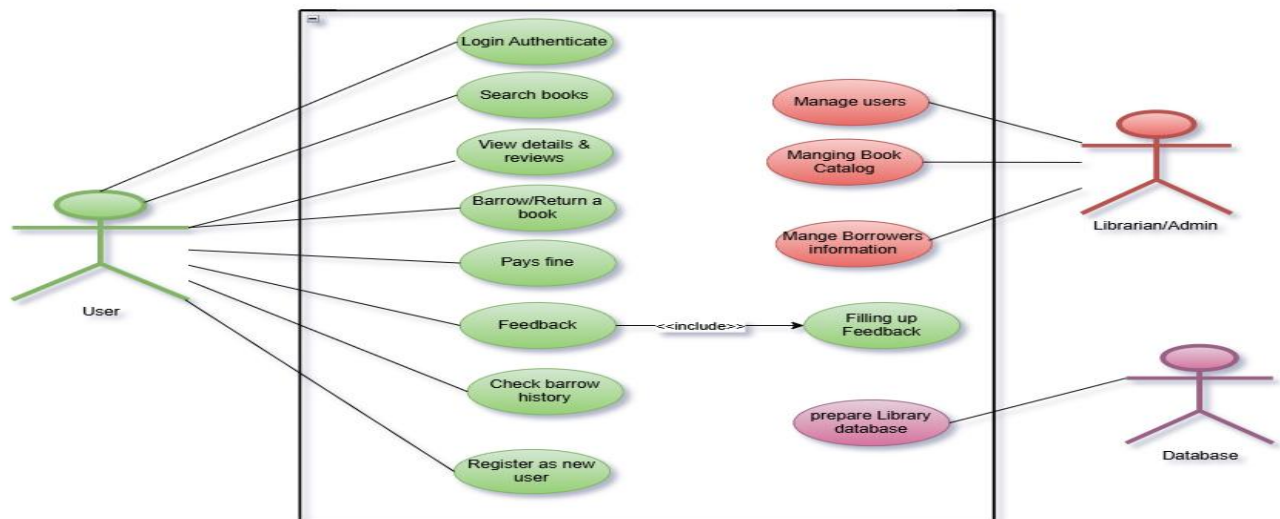 Login Authenticate
Search books
View details &
reviews
Barrow/Return a
book
Pays fine
Feedback
<<include>>
Filling up
Feedback
Check barrow
history
Register as new
user
User
Manage users
Manging Book
Catalog
Mange Borrowers
information
Librarian/Admin
prepare Library
database
Database